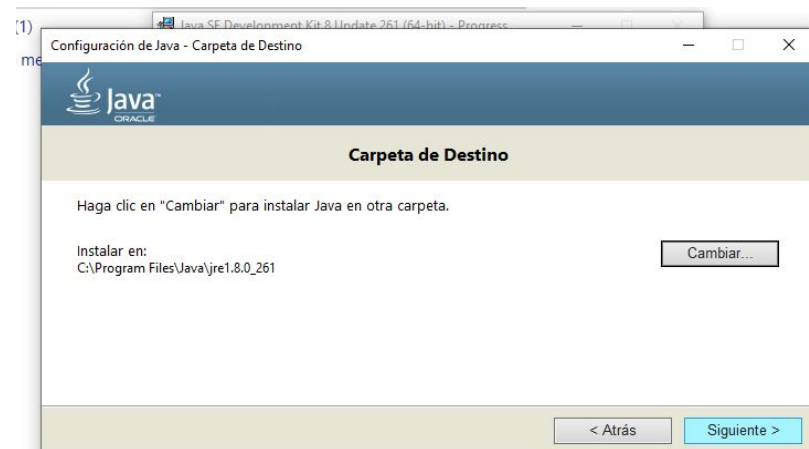 (1)
Java SE Development Kit 8 Update 261 (64-bit) - Progress
Configuración de Java - Carpeta de Destino
me
Java™
ORACLE
Carpeta de Destino
Haga clic en "Cambiar" para instalar Java en otra carpeta.
Instalar en:
C:\Program Files\Java\jre1.8.0_261
Cambiar...
< Atrás
Siguiente >